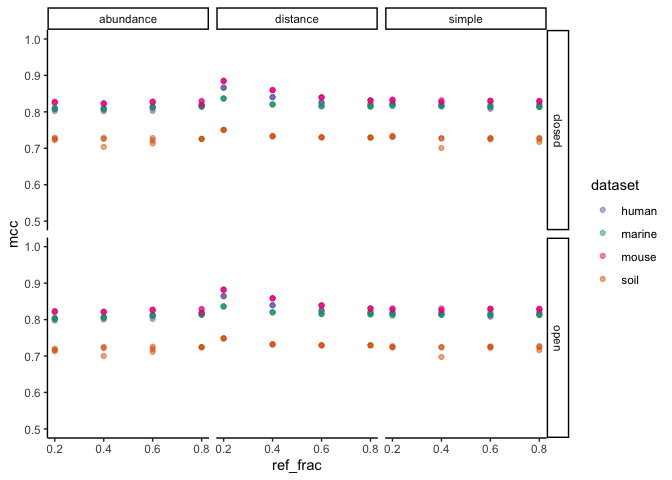 abundance distance simple
1.0
0.9
0.8
0.7
0.6
0.5
closed
1.0
0.9
0.8
0.7
0.6
0.5
open
mcc
0.2 0.4 0.6 0.8 0.2 0.4 0.6 0.8 0.2 0.4 0.6 0.8
ref_frac
dataset
human
marine
mouse
soil